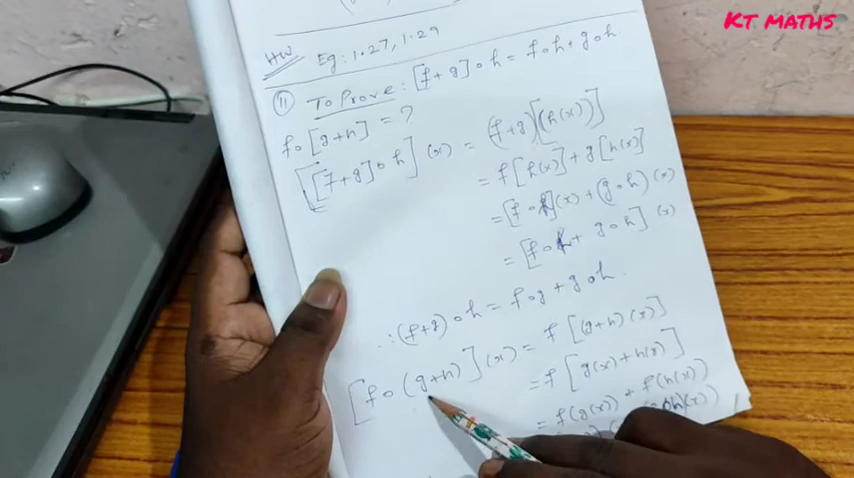 KT MATHS
HW Eg: 1.27, 1.29
11 To Prove: [f+g]∘h = f∘h + g∘h
f∘[g+h] = ?
[[f+g]∘h](x) = (f+g)[(h(x))]
= f[h(x)] + g[h(x)]
= [f∘h](x) + (g∘h)(x)
= [f∘h + g∘h](x)
∴ (f+g)∘h = f∘g + g∘h.
[f∘(g+h)](x) = f[(g+h)(x)]
= f[g(x)+h(x)]
= f(g(x)) + f(h(x))